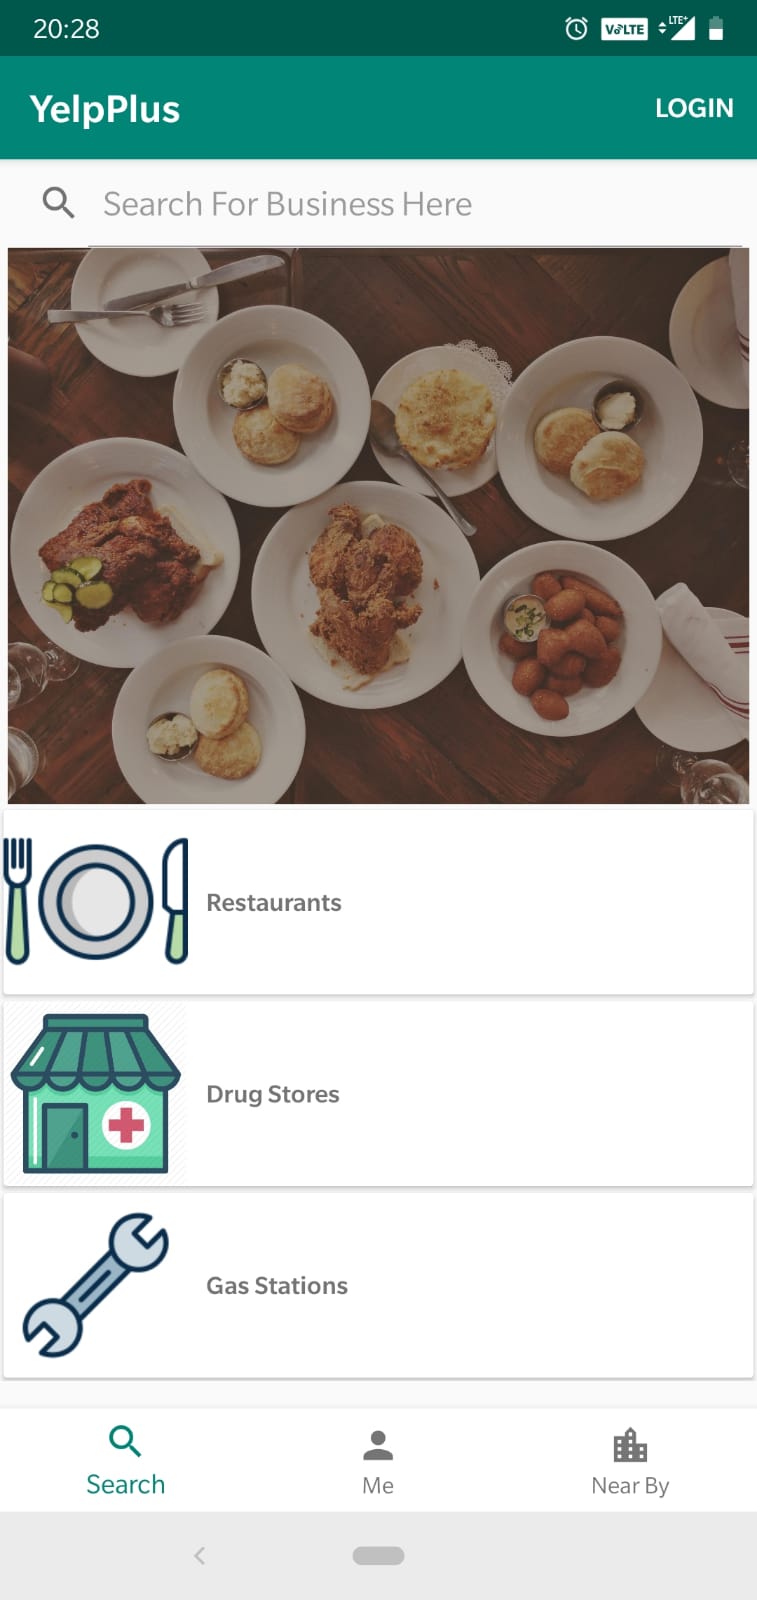 20:28
VoLTE
LTE+
YelpPlus
LOGIN
Search For Business Here
Restaurants
Drug Stores
Gas Stations
Search
Me
Near By